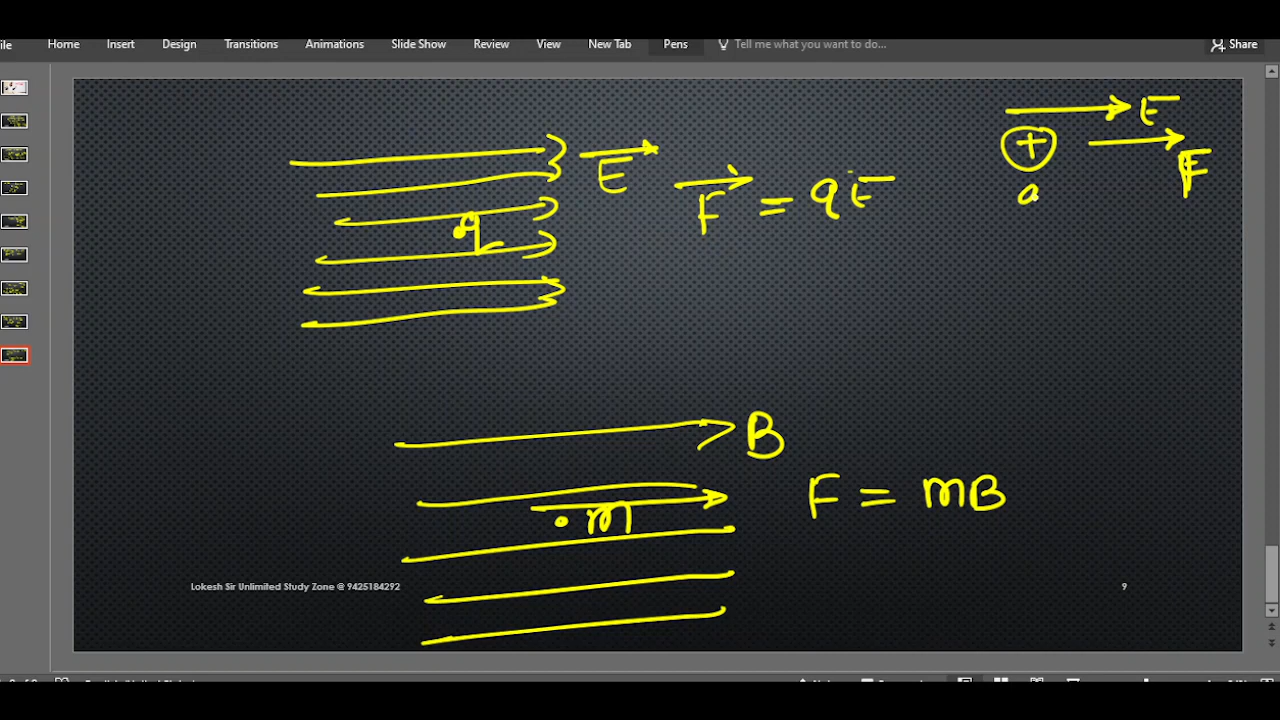 File Home Insert Design Transitions Animations Slide Show Review View New Tab Pens Tell me what you want to do... Share
E
F
E
F = qE
q
B
F = mB
m
Lokesh Sir Unlimited Study Zone @ 9425184292
9